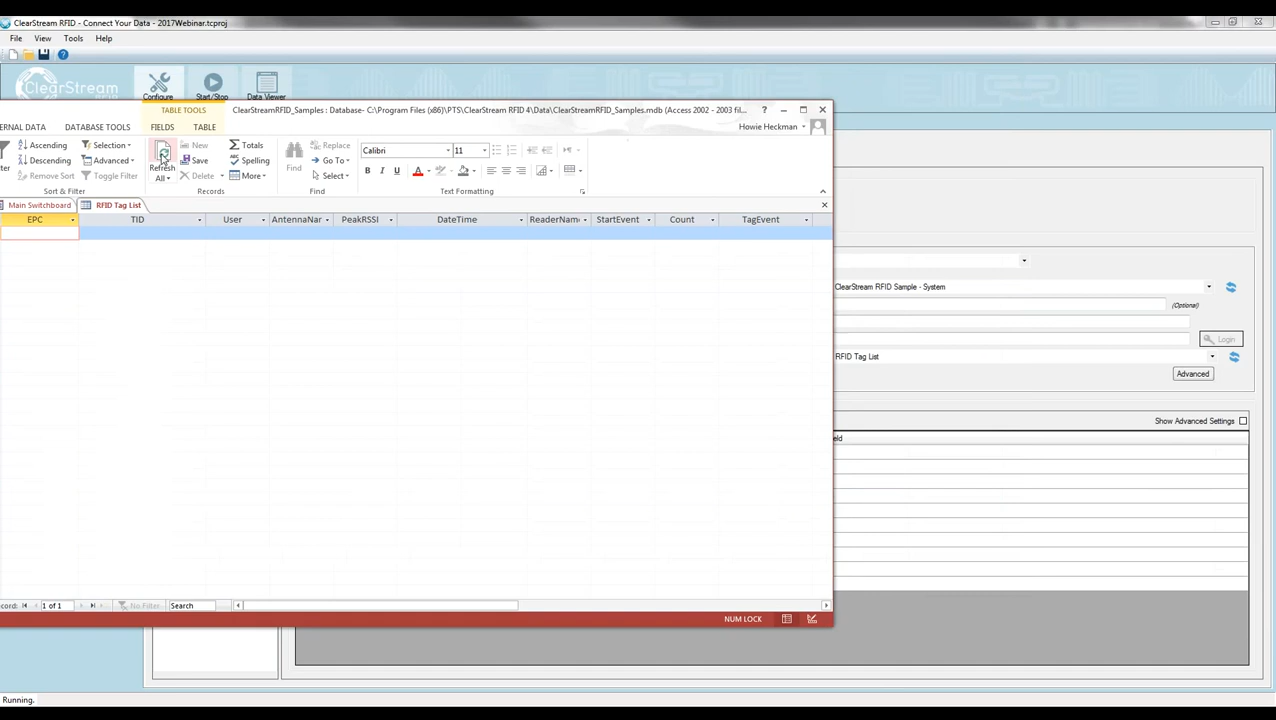 ClearStream RFID - Connect Your Data - 2017Webinar.tcproj
File View Tools Help
ClearStream RFID
Configure Start/Stop Data Viewer
TABLE TOOLS ClearStreamRFID_Samples : Database- C:\Program Files (x86)\PTS\ClearStream RFID 4\Data\ClearStreamRFID_Samples.mdb (Access 2002 - 2003 fil... ?
ERNAL DATA DATABASE TOOLS FIELDS TABLE Howie Heckman
Ascending Selection New Totals Replace Calibri 11
Descending Advanced Save Spelling Go To B I U A
Remove Sort Toggle Filter Refresh All Delete More Find Select
Sort & Filter Records Find Text Formatting
Main Switchboard RFID Tag List
EPC TID User AntennaNar PeakRSSI DateTime ReaderName StartEvent Count TagEvent
ClearStream RFID Sample - System
(Optional)
Login
RFID Tag List
Advanced
Show Advanced Settings
eld
cord: 1 of 1 No Filter Search
NUM LOCK
Running.